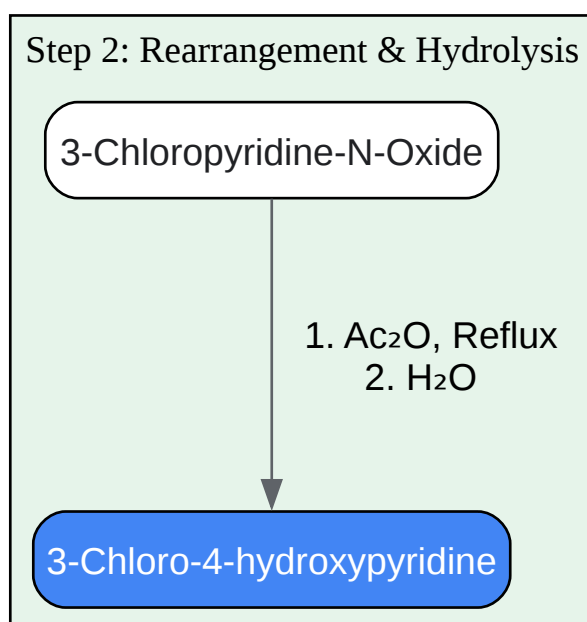 Step 2: Rearrangement & Hydrolysis
3-Chloropyridine-N-Oxide
1. Ac₂O, Reflux
2. H₂O
3-Chloro-4-hydroxypyridine